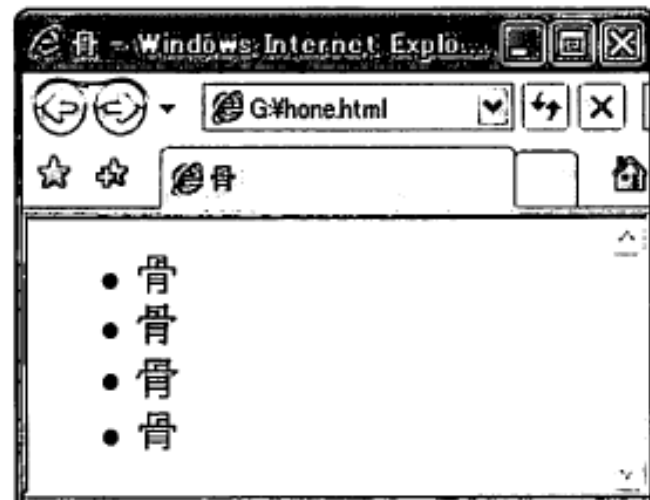 骨 - Windows Internet Explo...
G:¥hone.html
骨
• 骨
• 骨
• 骨
• 骨